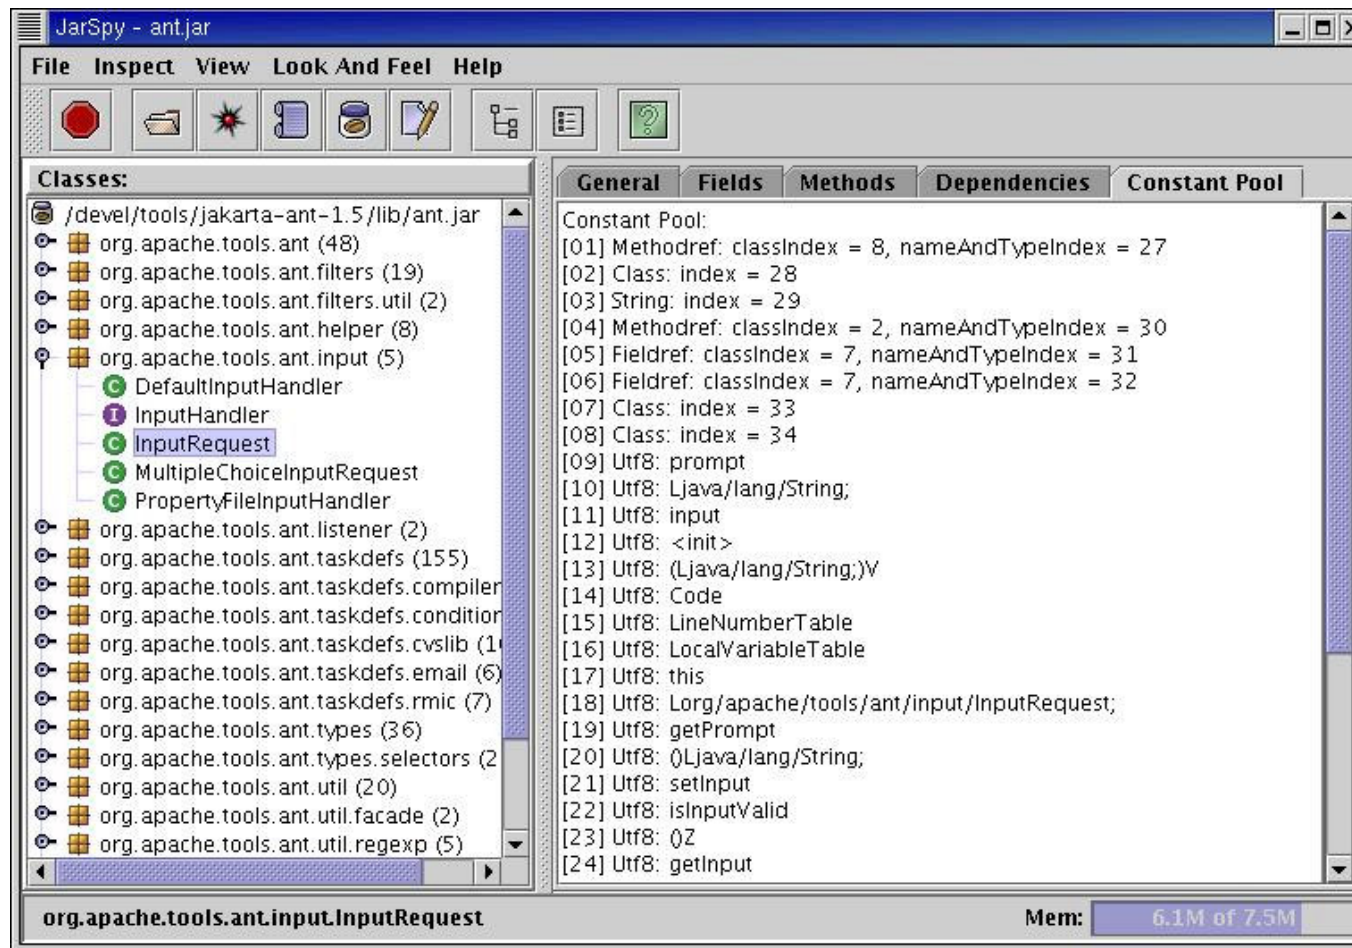 JarSpy - ant.jar
File Inspect View Look And Feel Help
Classes:
/devel/tools/jakarta-ant-1.5/lib/ant.jar
org.apache.tools.ant (48)
org.apache.tools.ant.filters (19)
org.apache.tools.ant.filters.util (2)
org.apache.tools.ant.helper (8)
org.apache.tools.ant.input (5)
C DefaultInputHandler
I InputHandler
C InputRequest
C MultipleChoiceInputRequest
C PropertyFileInputHandler
org.apache.tools.ant.listener (2)
org.apache.tools.ant.taskdefs (155)
org.apache.tools.ant.taskdefs.compiler
org.apache.tools.ant.taskdefs.condition
org.apache.tools.ant.taskdefs.cvslib (1
org.apache.tools.ant.taskdefs.email (6)
org.apache.tools.ant.taskdefs.rmic (7)
org.apache.tools.ant.types (36)
org.apache.tools.ant.types.selectors (2
org.apache.tools.ant.util (20)
org.apache.tools.ant.util.facade (2)
org.apache.tools.ant.util.regexp (5)
General Fields Methods Dependencies Constant Pool
Constant Pool:
[01] Methodref: classIndex = 8, nameAndTypeIndex = 27
[02] Class: index = 28
[03] String: index = 29
[04] Methodref: classIndex = 2, nameAndTypeIndex = 30
[05] Fieldref: classIndex = 7, nameAndTypeIndex = 31
[06] Fieldref: classIndex = 7, nameAndTypeIndex = 32
[07] Class: index = 33
[08] Class: index = 34
[09] Utf8: prompt
[10] Utf8: Ljava/lang/String;
[11] Utf8: input
[12] Utf8: <init>
[13] Utf8: (Ljava/lang/String;)V
[14] Utf8: Code
[15] Utf8: LineNumberTable
[16] Utf8: LocalVariableTable
[17] Utf8: this
[18] Utf8: Lorg/apache/tools/ant/input/InputRequest;
[19] Utf8: getPrompt
[20] Utf8: ()Ljava/lang/String;
[21] Utf8: setInput
[22] Utf8: isInputValid
[23] Utf8: ()Z
[24] Utf8: getInput
org.apache.tools.ant.input.InputRequest
Mem: 6.1M of 7.5M